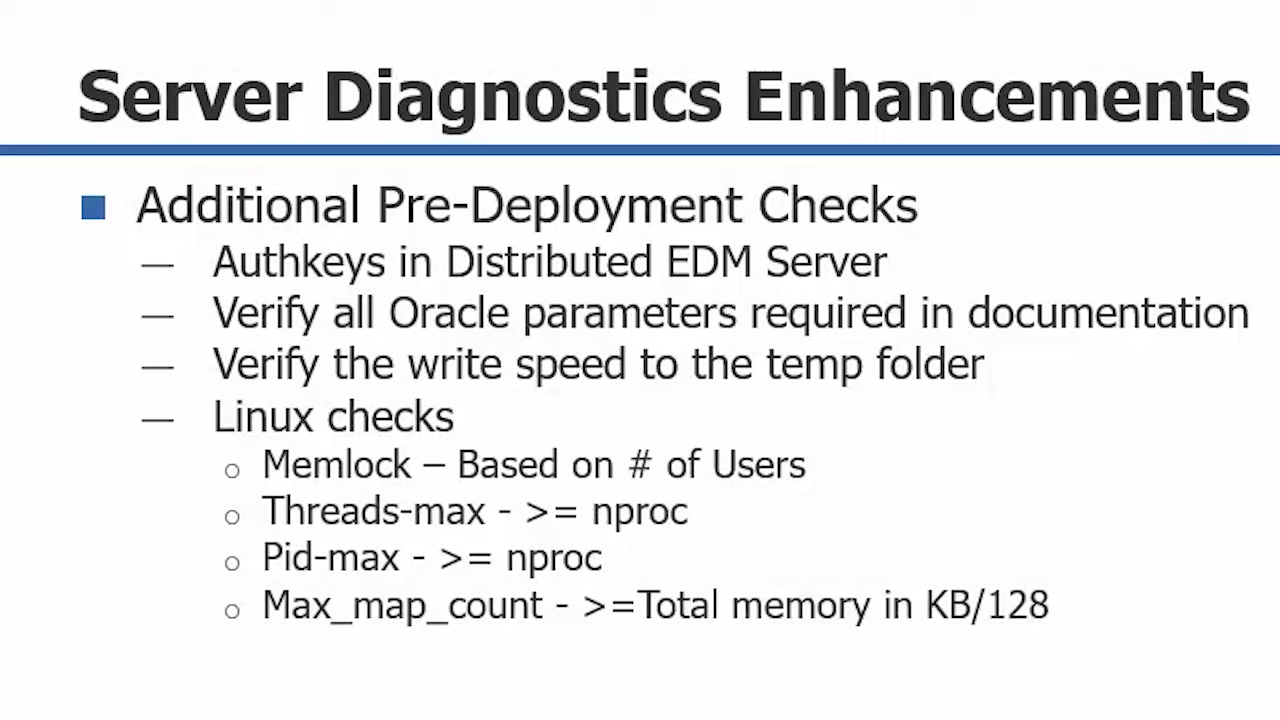 Server Diagnostics Enhancements
Additional Pre-Deployment Checks
— Authkeys in Distributed EDM Server
— Verify all Oracle parameters required in documentation
— Verify the write speed to the temp folder
— Linux checks
o Memlock – Based on # of Users
o Threads-max - >= nproc
o Pid-max - >= nproc
o Max_map_count - >=Total memory in KB/128